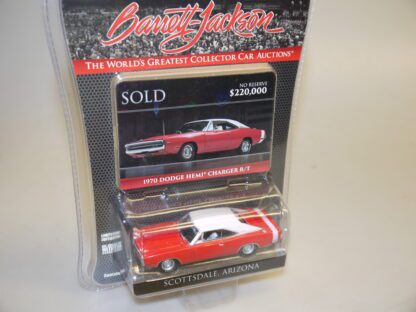 Barrett-Jackson
THE WORLD'S GREATEST COLLECTOR CAR AUCTIONS®
SOLD
NO RESERVE
$220,000
1970 DODGE HEMI® CHARGER R/T
SCOTTSDALE, ARIZONA